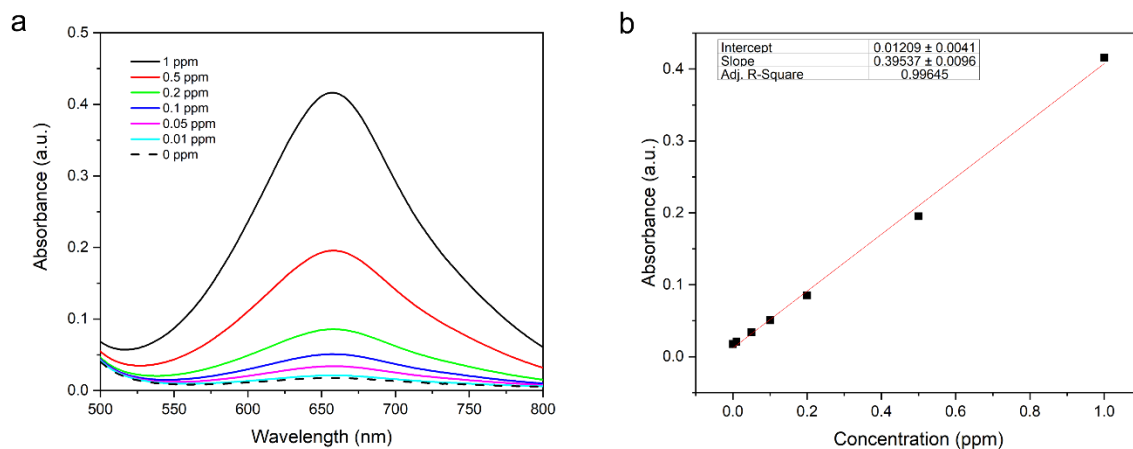 a
0.5
0.4
0.3
0.2
0.1
0.0
Absorbance (a.u.)
1 ppm
0.5 ppm
0.2 ppm
0.1 ppm
0.05 ppm
0.01 ppm
0 ppm
500 550 600 650 700 750 800
Wavelength (nm)
b
Intercept 0.01209 ± 0.0041
Slope 0.39537 ± 0.0096
Adj. R-Square 0.99645
0.4
0.2
0.0
Absorbance (a.u.)
0.0 0.2 0.4 0.6 0.8 1.0
Concentration (ppm)